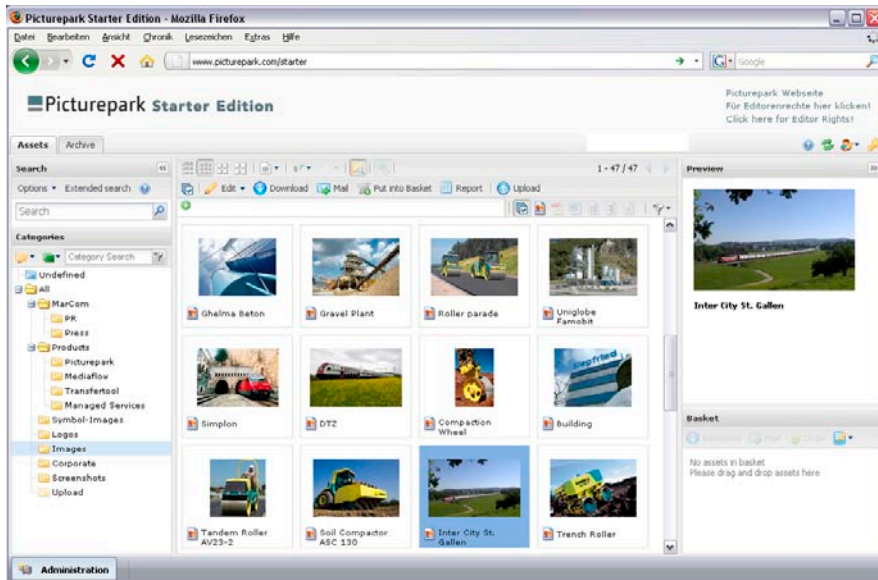 Picturepark Starter Edition - Mozilla Firefox
Datei Bearbeiten Ansicht Chronik Lesezeichen Extras Hilfe
www.picturepark.com/starter
Google
Picturepark Starter Edition
Picturepark Webseite
Für Editorenrechte hier klicken!
Click here for Editor Rights!
Assets Archive
Search
1 - 47 / 47
Preview
Options Extended search
Edit Download Mail Put into Basket Report Upload
Search
Categories
Category Search
Undefined
All
MarCom
PR
Press
Products
Picturepark
Mediaflow
Transfertool
Managed Services
Symbol-Images
Logos
Images
Corporate
Screenshots
Upload
Ghelma Beton
Gravel Plant
Roller parade
Uniglobe
Famobit
Siegfried
Simplon
DTZ
Compaction
Wheel
Building
Tandem Roller
AV23-2
Soil Compactor
ASC 130
Inter City St.
Gallen
Trench Roller
Inter City St. Gallen
Basket
Download Mail Order
No assets in basket
Please drag and drop assets here
Administration